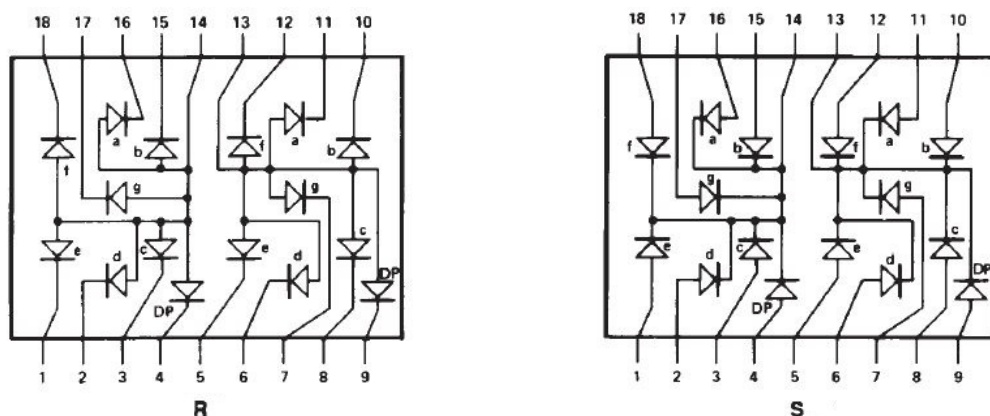 18 17 16 15 14 13 12 11 10 18 17 16 15 14 13 12 11 10
a a a a
f b f b f b f b
g g g g
e c e c e c e c
d d d d
DP DP DP DP
1 2 3 4 5 6 7 8 9 1 2 3 4 5 6 7 8 9
R S